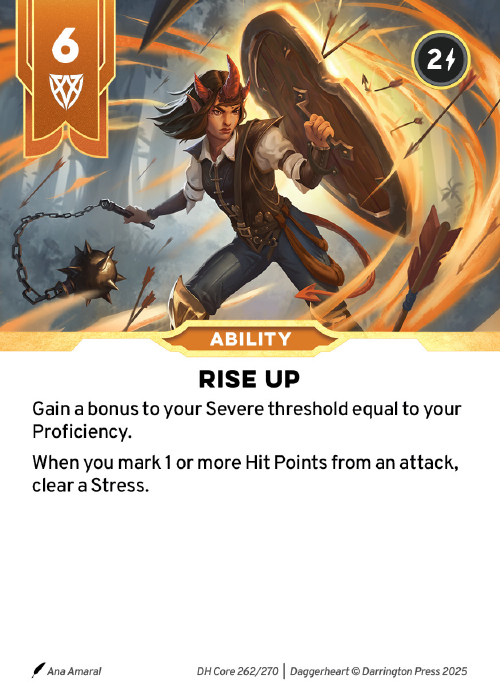 6
2
ABILITY
RISE UP
Gain a bonus to your Severe threshold equal to your
Proficiency.
When you mark 1 or more Hit Points from an attack,
clear a Stress.
Ana Amaral
DH Core 262/270 | Daggerheart © Darrington Press 2025